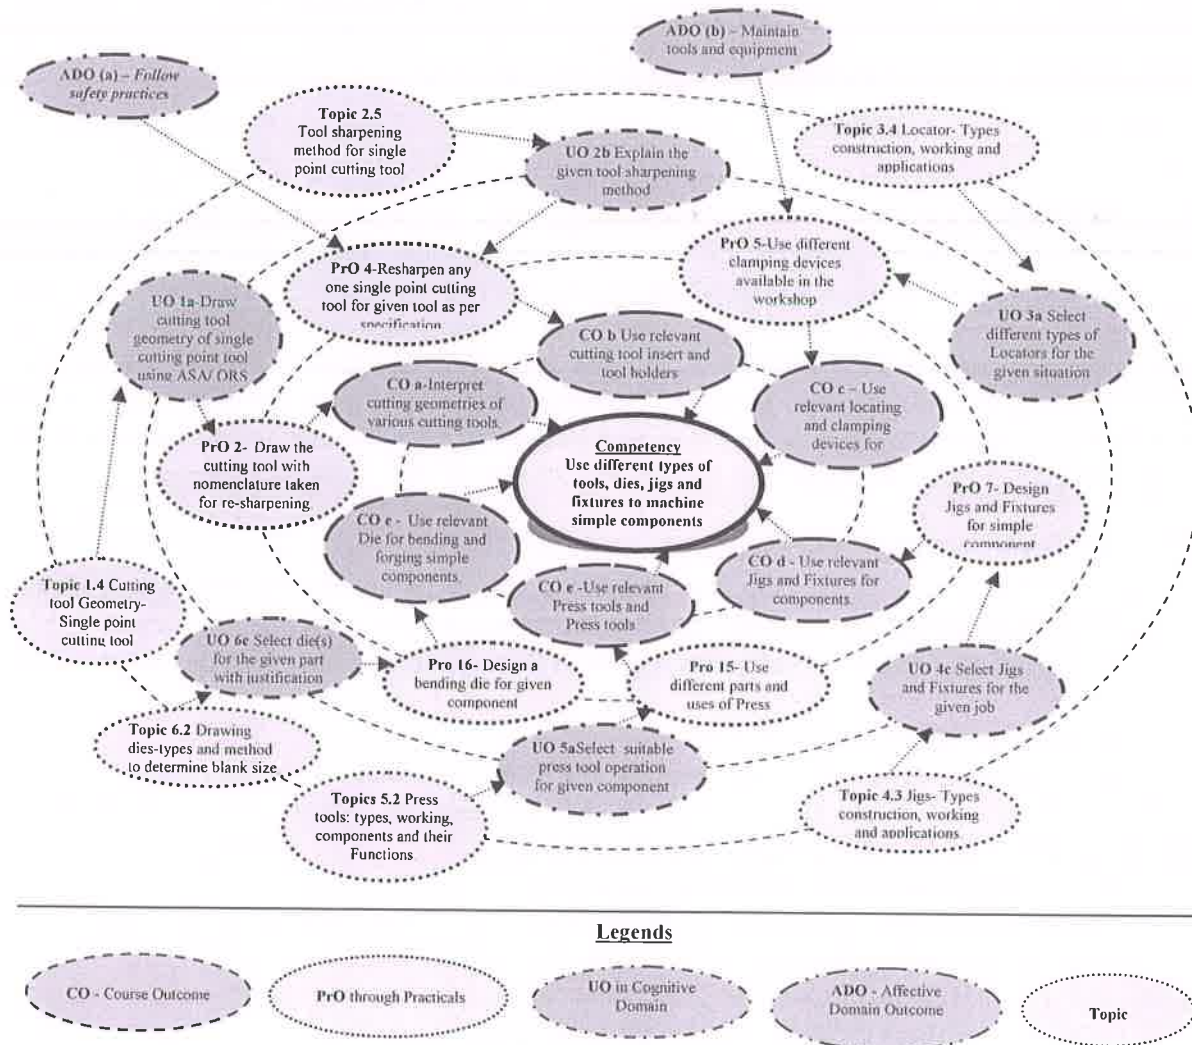 ADO (a) – Follow
safety practices
ADO (b) – Maintain
tools and equipment
Topic 2.5
Tool sharpening
method for single
point cutting tool
UO 2b Explain the
given tool sharpening
method
Topic 3.4 Locator- Types
construction, working and
applications
PrO 4-Resharpen any
one single point cutting
tool for given tool as per
specification
PrO 5-Use different
clamping devices
available in the
workshop
UO 1a-Draw
cutting tool
geometry of single
cutting point tool
using ASA/ ORS
UO 3a Select
different types of
Locators for the
given situation
CO b Use relevant
cutting tool insert and
tool holders
CO a-Interpret
cutting geometries of
various cutting tools.
CO c – Use
relevant locating
and clamping
devices for
PrO 2- Draw the
cutting tool with
nomenclature taken
for re-sharpening
Competency
Use different types of
tools, dies, jigs and
fixtures to machine
simple components
PrO 7- Design
Jigs and Fixtures
for simple
component
CO e - Use relevant
Die for bending and
forging simple
components.
CO d - Use relevant
Jigs and Fixtures for
components.
CO e -Use relevant
Press tools and
Press tools
Topic 1.4 Cutting
tool Geometry-
Single point
cutting tool
UO 6c Select die(s)
for the given part
with justification
Pro 16- Design a
bending die for given
component
Pro 15- Use
different parts and
uses of Press
UO 4c Select Jigs
and Fixtures for the
given job
Topic 6.2 Drawing
dies-types and method
to determine blank size
UO 5aSelect suitable
press tool operation
for given component
Topics 5.2 Press
tools: types, working,
components and their
Functions
Topic 4.3 Jigs- Types
construction, working
and applications
Legends
CO - Course Outcome
PrO through Practicals
UO in Cognitive
Domain
ADO - Affective
Domain Outcome
Topic